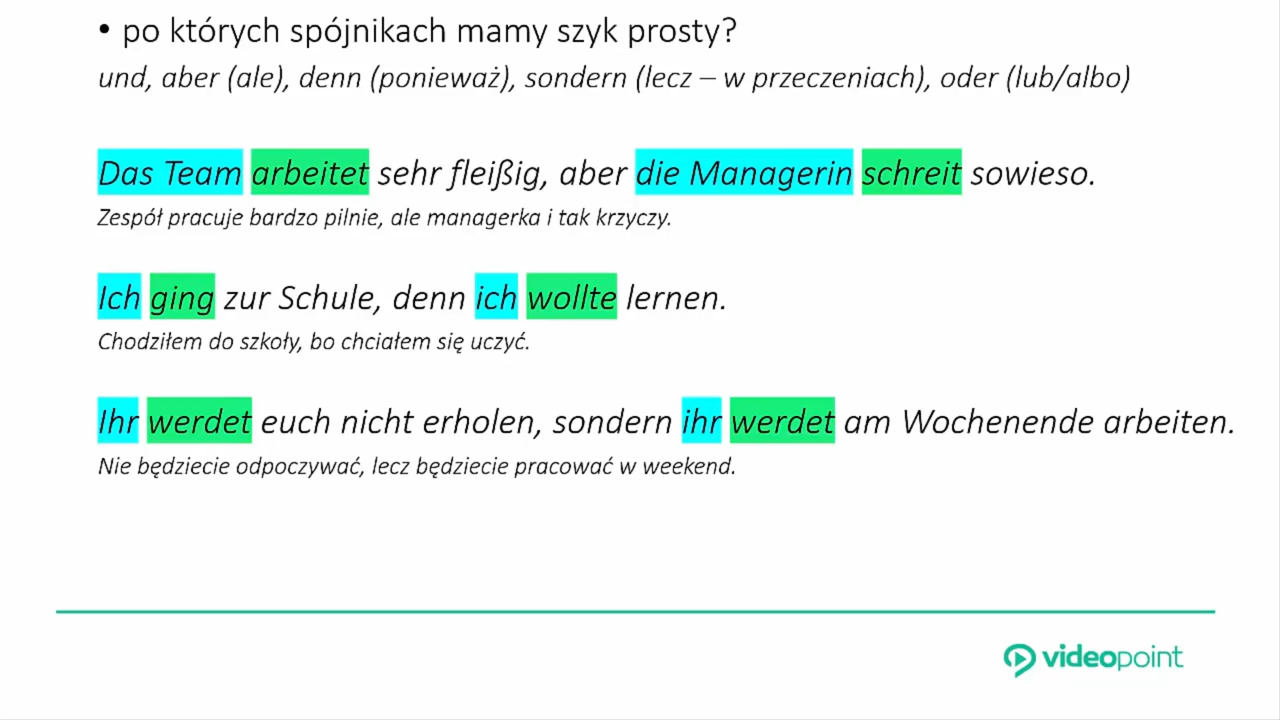 • po których spójnikach mamy szyk prosty?
und, aber (ale), denn (ponieważ), sondern (lecz – w przeczeniach), oder (lub/albo)
Das Team arbeitet sehr fleißig, aber die Managerin schreit sowieso.
Zespół pracuje bardzo pilnie, ale managerka i tak krzyczy.
Ich ging zur Schule, denn ich wollte lernen.
Chodziłem do szkoły, bo chciałem się uczyć.
Ihr werdet euch nicht erholen, sondern ihr werdet am Wochenende arbeiten.
Nie będziecie odpoczywać, lecz będziecie pracować w weekend.
videopoint